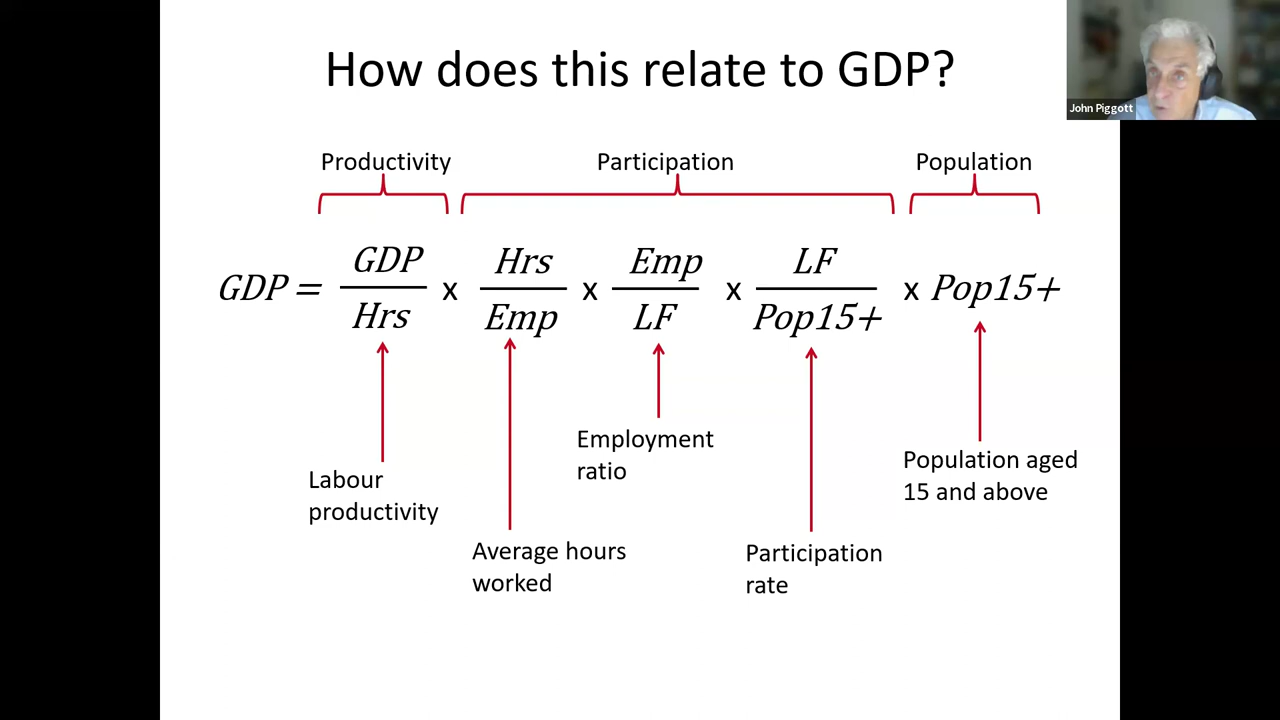 How does this relate to GDP?
John Piggott
Productivity
Participation
Population
GDP = GDP/Hrs x Hrs/Emp x Emp/LF x LF/Pop15+ x Pop15+
Labour
productivity
Average hours
worked
Employment
ratio
Participation
rate
Population aged
15 and above